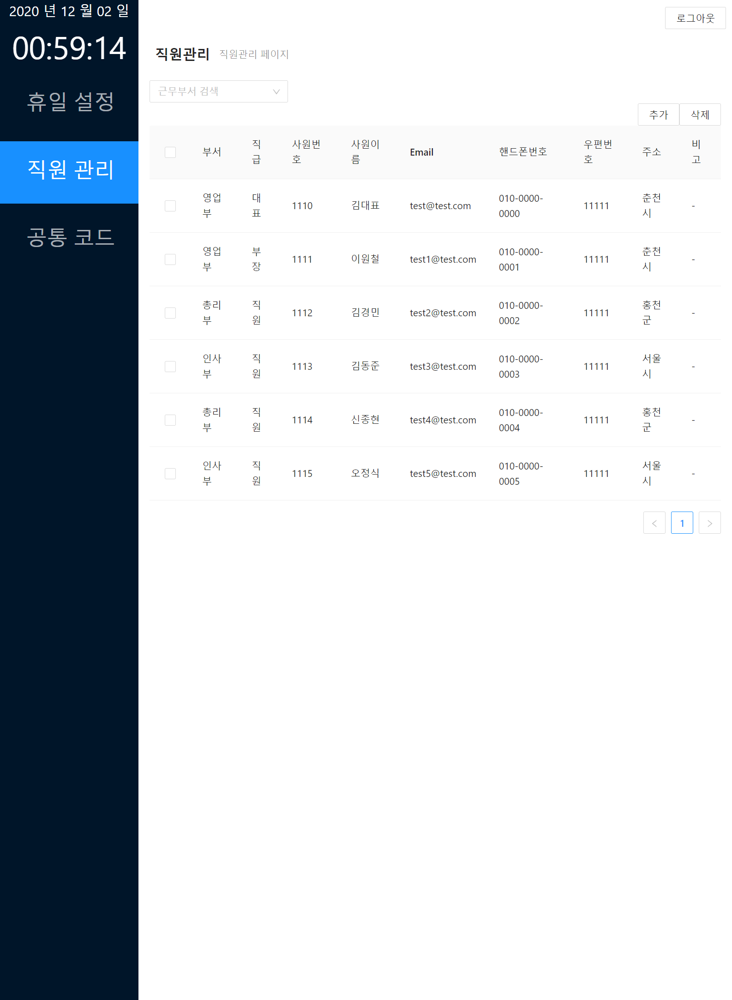 2020 년 12 월 02 일
00:59:14
휴일 설정
직원 관리
공통 코드
로그아웃
직원관리 직원관리 페이지
근무부서 검색
추가 삭제
부서 직급 사원번호 사원이름 Email 핸드폰번호 우편번호 주소 비고
영업부 대표 1110 김대표 test@test.com 010-0000-0000 11111 춘천시 -
영업부 부장 1111 이원철 test1@test.com 010-0000-0001 11111 춘천시 -
총리부 직원 1112 김경민 test2@test.com 010-0000-0002 11111 홍천군 -
인사부 직원 1113 김동준 test3@test.com 010-0000-0003 11111 서울시 -
총리부 직원 1114 신종현 test4@test.com 010-0000-0004 11111 홍천군 -
인사부 직원 1115 오정식 test5@test.com 010-0000-0005 11111 서울시 -
< 1 >